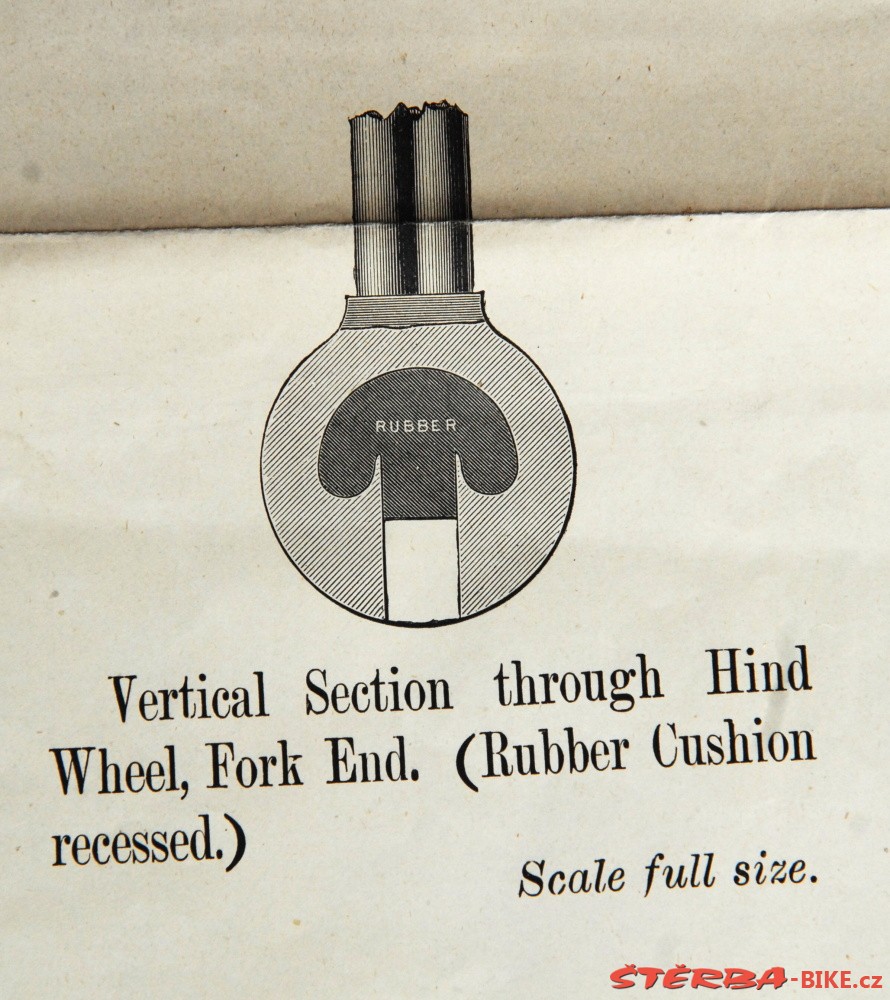 RUBBER
Vertical Section through Hind
Wheel, Fork End. (Rubber Cushion
recessed.)
Scale full size.
ŠTĚRBA-BIKE.cz